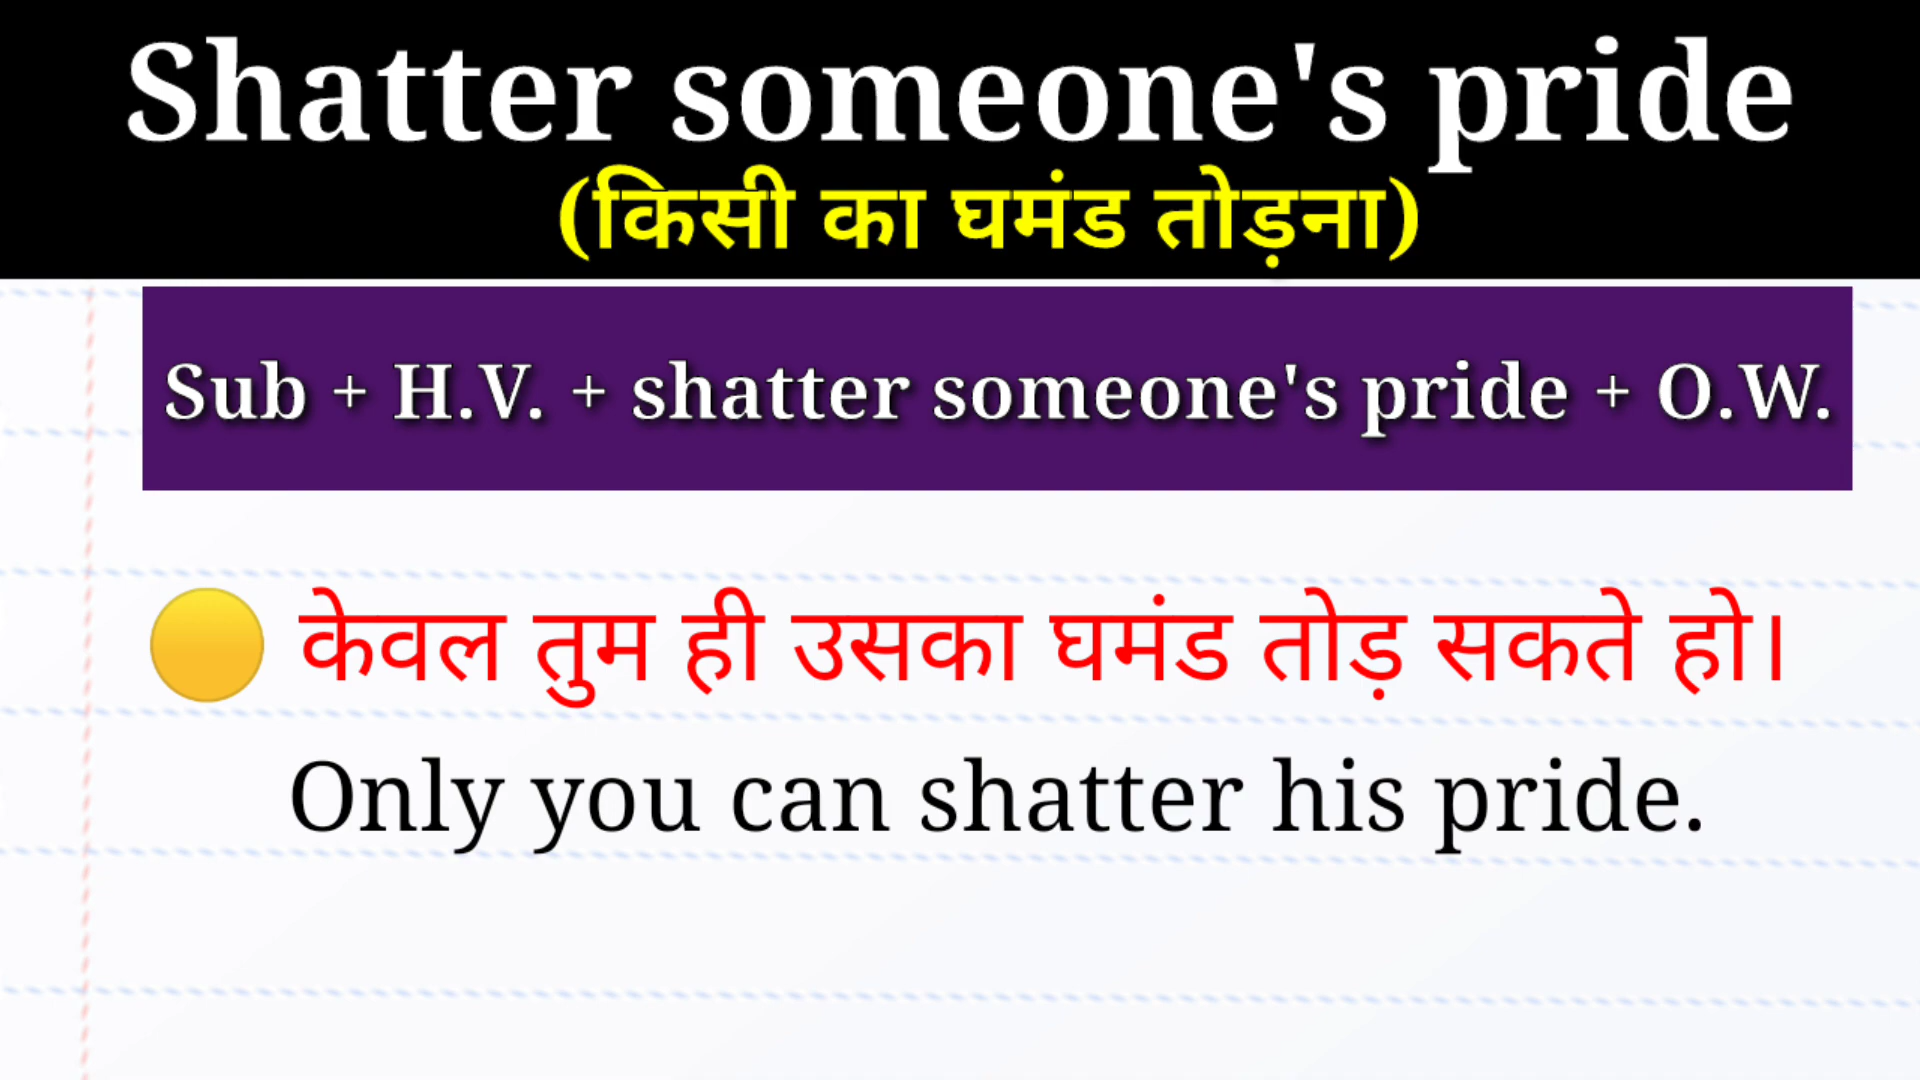 Shatter someone's pride
(किसी का घमंड तोड़ना)
Sub + H.V. + shatter someone's pride + O.W.
केवल तुम ही उसका घमंड तोड़ सकते हो।
Only you can shatter his pride.